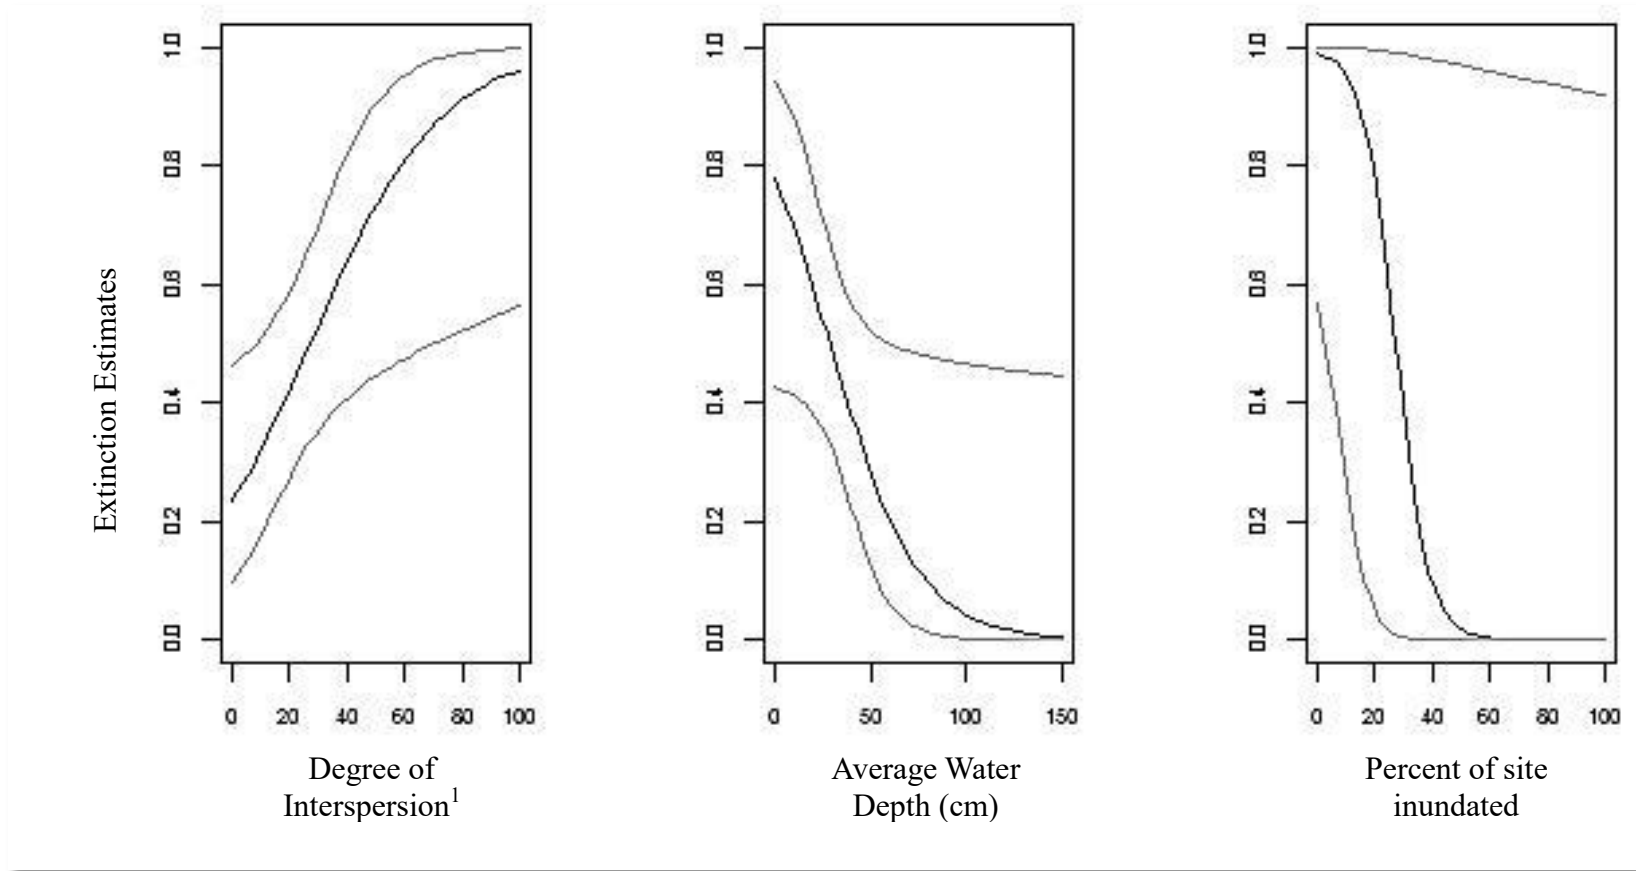 Extinction Estimates
1.0
0.8
0.6
0.4
0.2
0.0
0 20 40 60 80 100
Degree of
Interspersion¹
1.0
0.8
0.6
0.4
0.2
0.0
0 50 100 150
Average Water
Depth (cm)
1.0
0.8
0.6
0.4
0.2
0.0
0 20 40 60 80 100
Percent of site
inundated